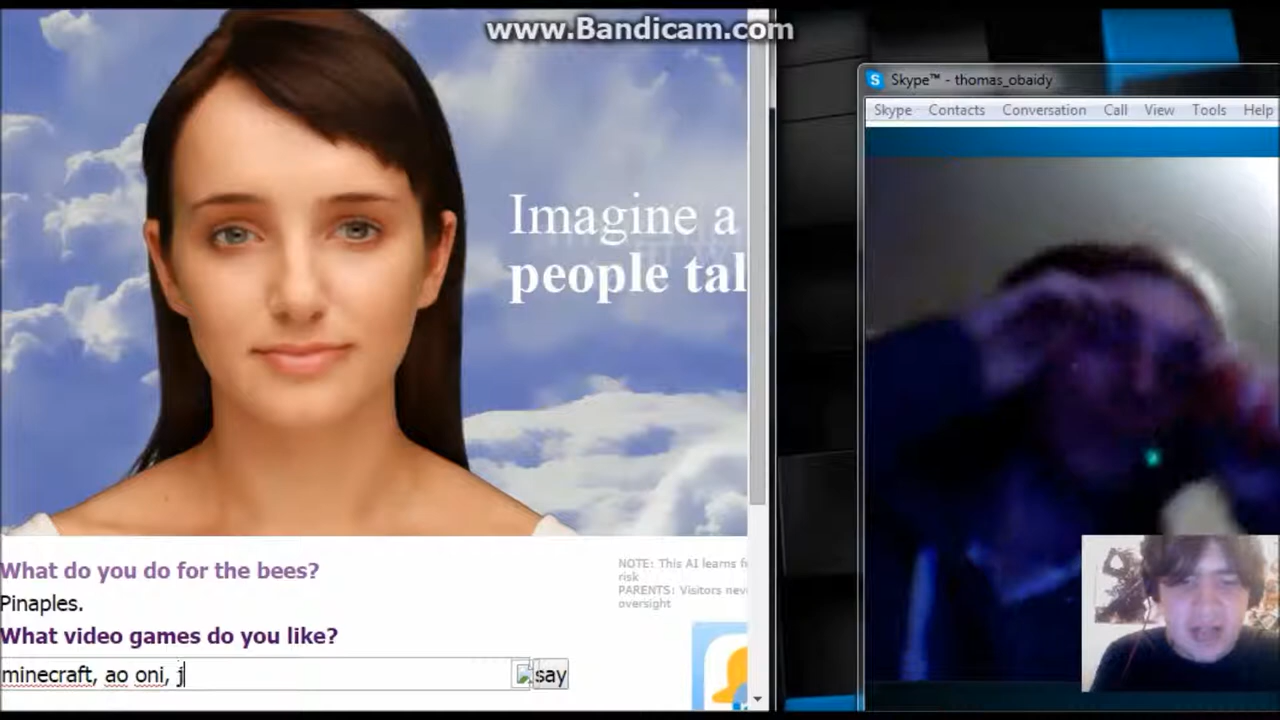 www.Bandicam.com
Skype™ - thomas_obaidy
Skype Contacts Conversation Call View Tools Help
Imagine a
people tal
What do you do for the bees?
Pinaples.
What video games do you like?
minecraft, ao oni, j
say
NOTE: This AI learns f
risk
PARENTS: Visitors nev
oversight